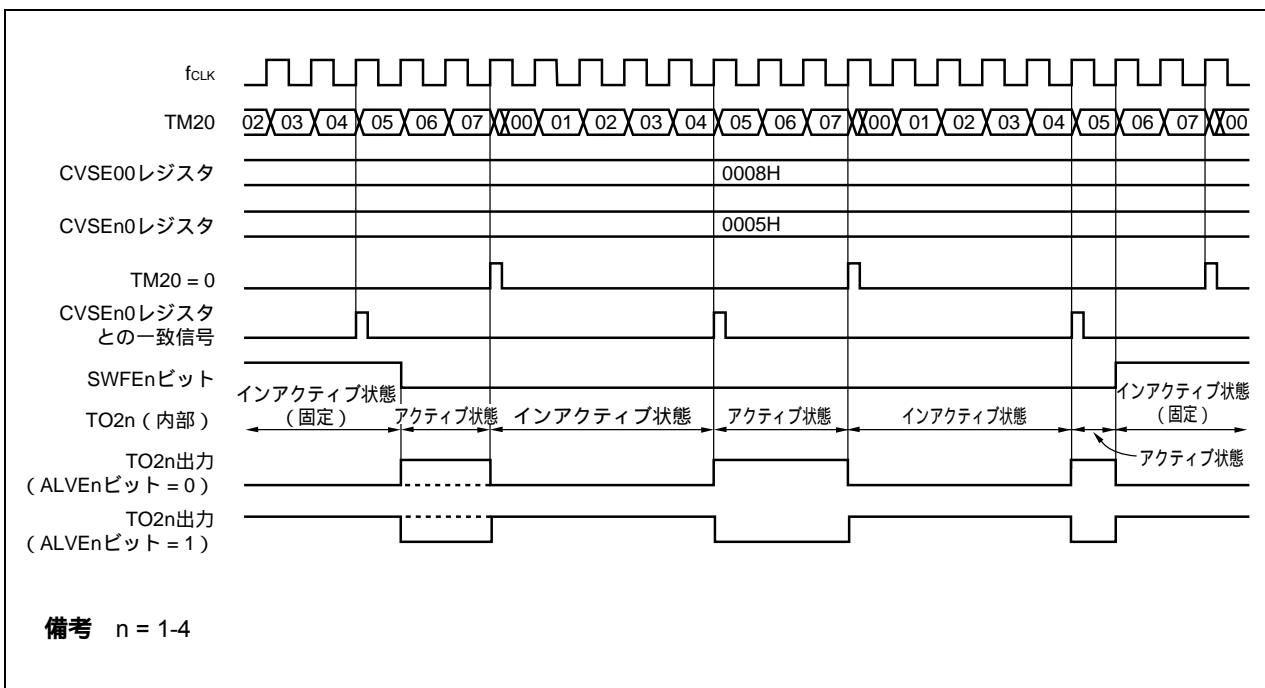 fCLK
TM20 02 03 04 05 06 07 00 01 02 03 04 05 06 07 00 01 02 03 04 05 06 07 00
CVSE00レジスタ 0008H
CVSEn0レジスタ 0005H
TM20 = 0
CVSEn0レジスタ
との一致信号
SWFEnビット
インアクティブ状態 インアクティブ状態
TO2n(内部) (固定) アクティブ状態 インアクティブ状態 アクティブ状態 インアクティブ状態 (固定)
アクティブ状態
TO2n出力
(ALVEnビット = 0)
TO2n出力
(ALVEnビット = 1)
備考 n = 1-4